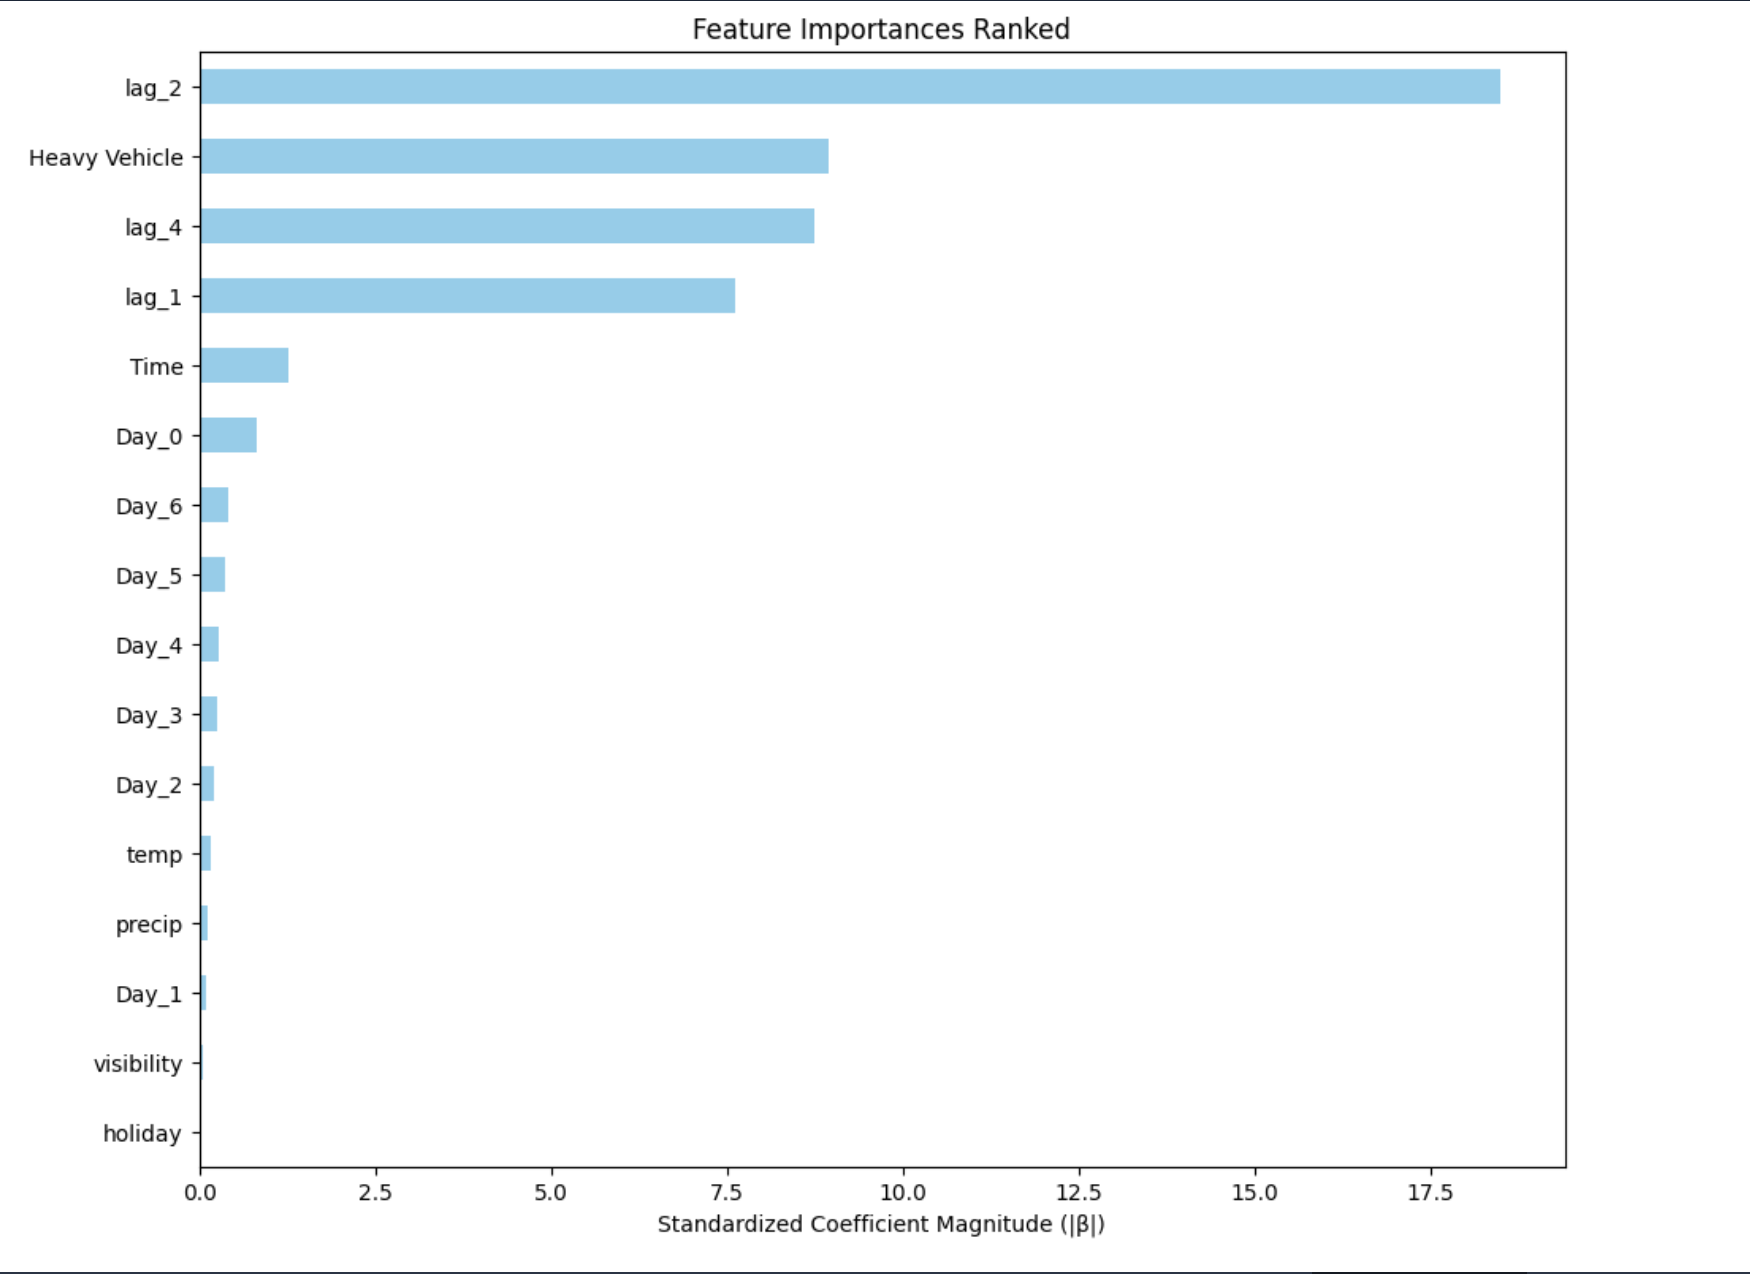 Feature Importances Ranked
lag_2
Heavy Vehicle
lag_4
lag_1
Time
Day_0
Day_6
Day_5
Day_4
Day_3
Day_2
temp
precip
Day_1
visibility
holiday
0.0 2.5 5.0 7.5 10.0 12.5 15.0 17.5
Standardized Coefficient Magnitude (|β|)